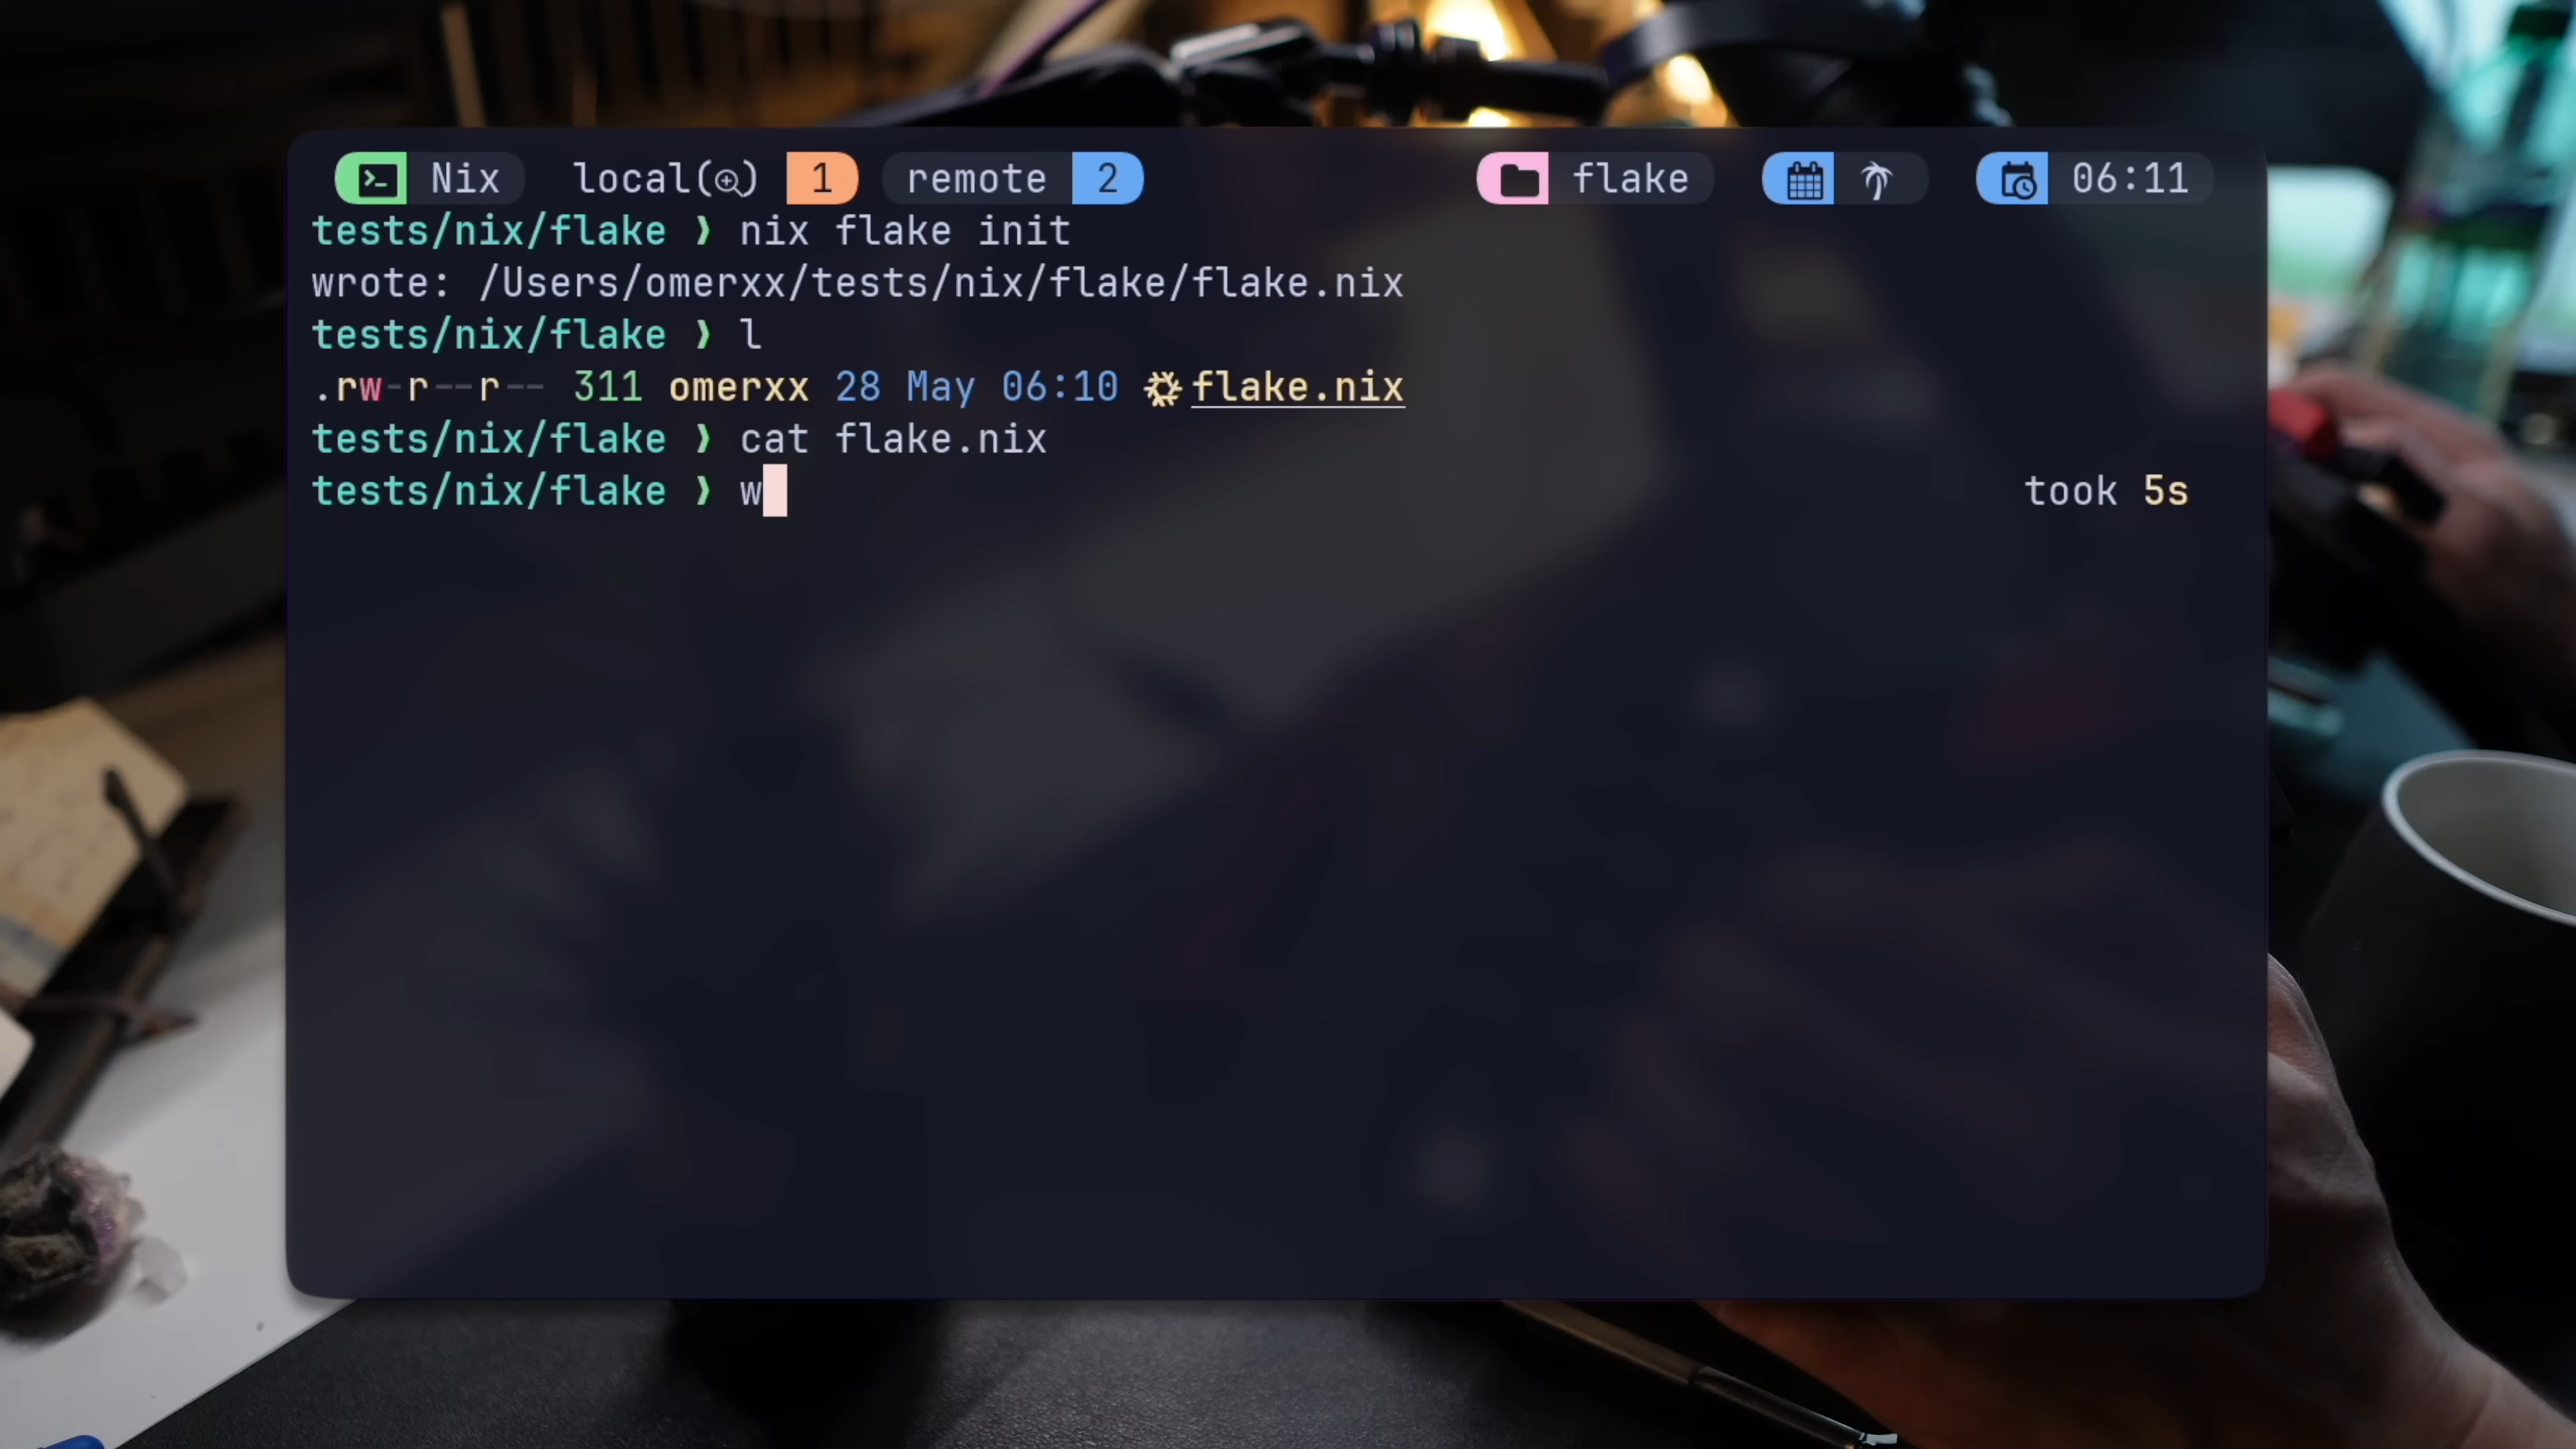 Nix local( ) 1 remote 2 flake 06:11
tests/nix/flake ❯ nix flake init
wrote: /Users/omerxx/tests/nix/flake/flake.nix
tests/nix/flake ❯ l
.rw-r--r-- 311 omerxx 28 May 06:10 flake.nix
tests/nix/flake ❯ cat flake.nix
tests/nix/flake ❯ w took 5s